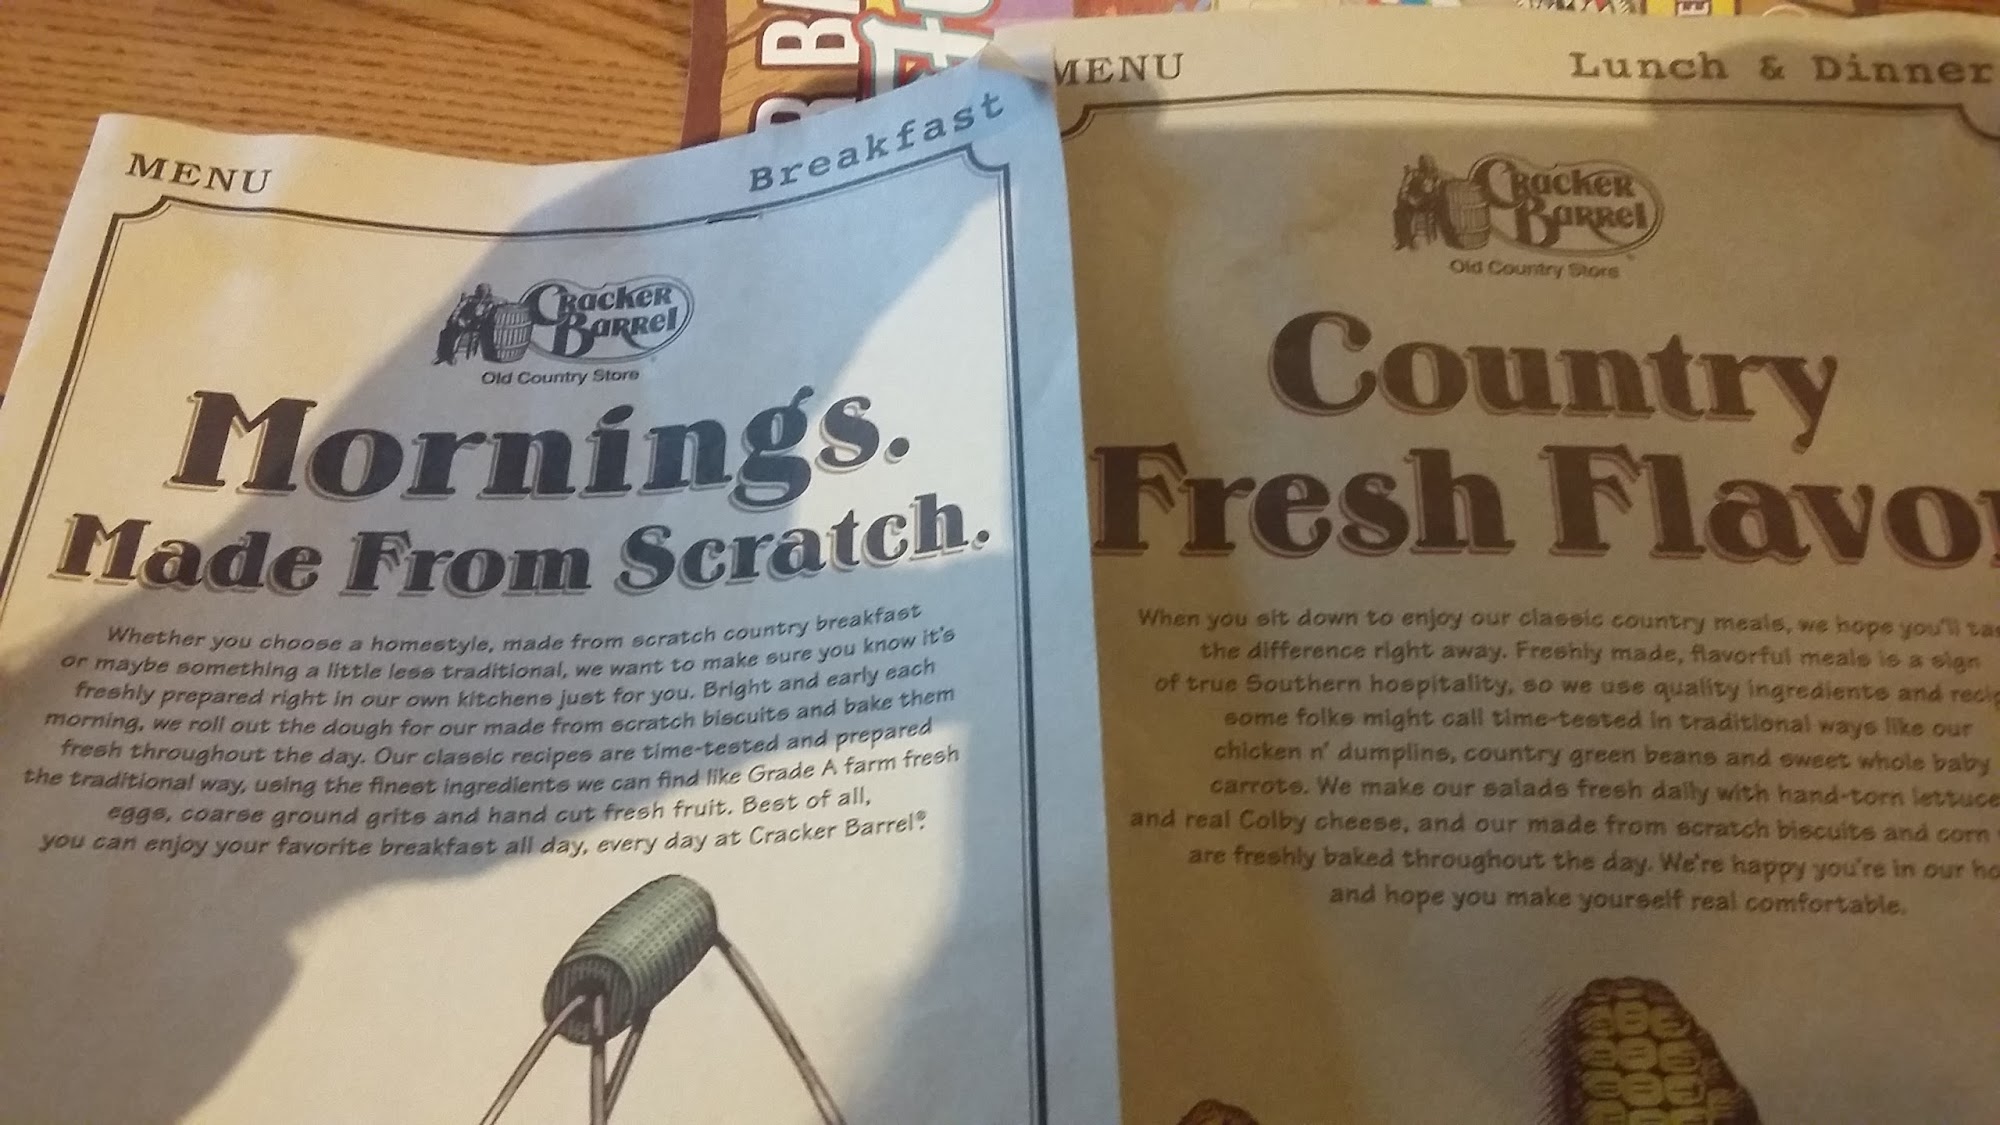 MENU
Breakfast
Cracker
Barrel
Old Country Store
Mornings.
Made From Scratch.
Whether you choose a homestyle, made from scratch country breakfast
or maybe something a little less traditional, we want to make sure you know it's
freshly prepared right in our own kitchens just for you. Bright and early each
morning, we roll out the dough for our made from scratch biscuits and bake them
fresh throughout the day. Our classic recipes are time-tested and prepared
the traditional way, using the finest ingredients we can find like Grade A farm fresh
eggs, coarse ground grits and hand cut fresh fruit. Best of all,
you can enjoy your favorite breakfast all day, every day at Cracker Barrel®.
MENU
Lunch & Dinner
Cracker
Barrel
Old Country Store
Country
Fresh Flavo
When you sit down to enjoy our classic country meals, we hope you'll
the difference right away. Freshly made, flavorful meals is a sign
of true Southern hospitality, so we use quality ingredients and
some folks might call time-tested in traditional ways like our
chicken n' dumplins, country green beans and sweet whole baby
carrots. We make our salads fresh daily with hand-torn lettuce
and real Colby cheese, and our made from scratch biscuits and corn
are freshly baked throughout the day. We're happy you're in our
and hope you make yourself real comfortable.